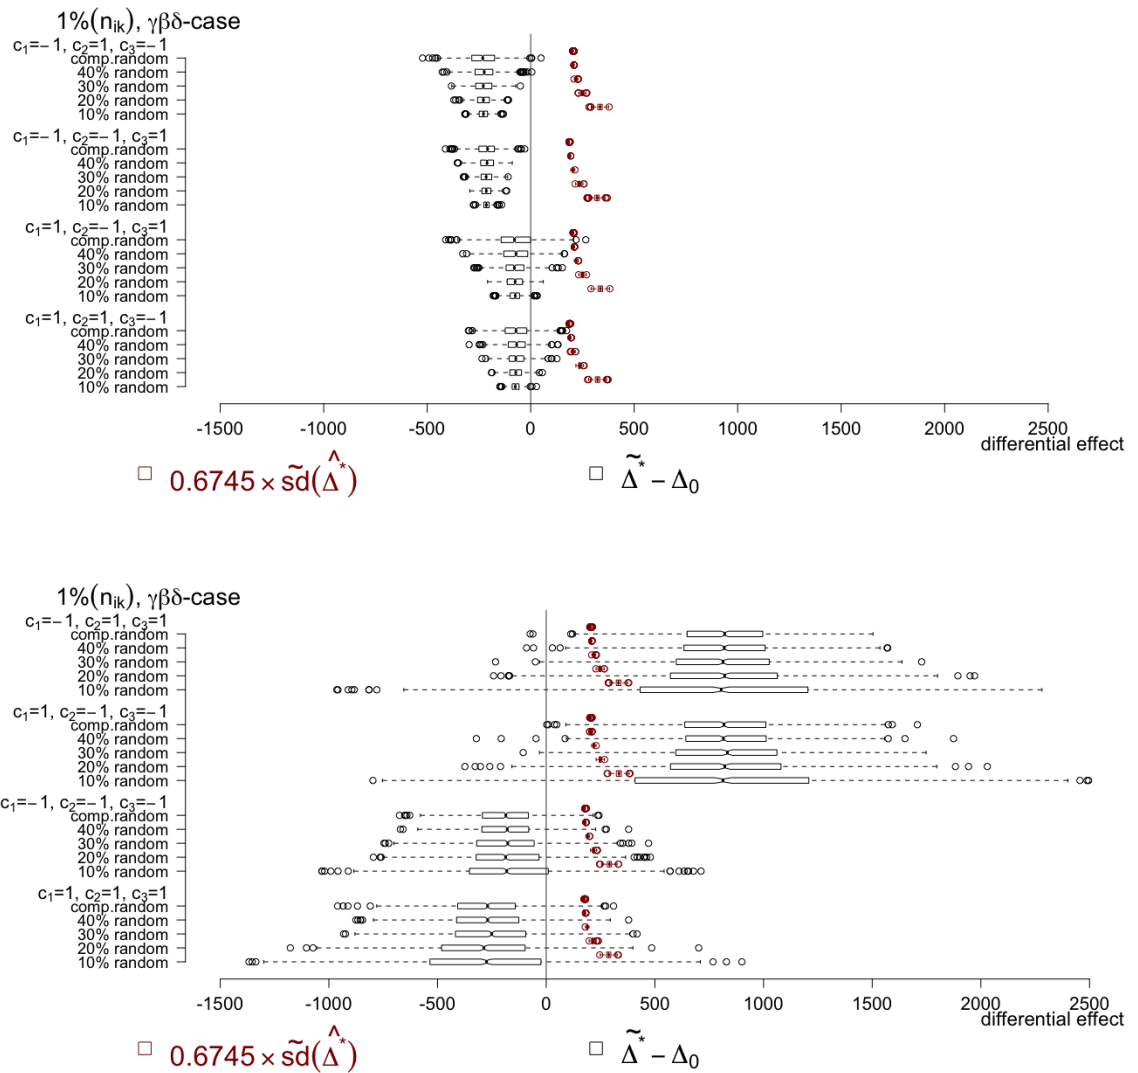 1%(nik), γβδ-case
c1=−1, c2=1, c3=−1
comp.random
40% random
30% random
20% random
10% random
c1=−1, c2=−1, c3=1
comp.random
40% random
30% random
20% random
10% random
c1=1, c2=−1, c3=1
comp.random
40% random
30% random
20% random
10% random
c1=1, c2=1, c3=−1
comp.random
40% random
30% random
20% random
10% random
-1500 -1000 -500 0 500 1000 1500 2000 2500
differential effect
0.6745 × s̃d(Δ̂*) Δ̃* − Δ0
1%(nik), γβδ-case
c1=−1, c2=1, c3=1
comp.random
40% random
30% random
20% random
10% random
c1=1, c2=−1, c3=−1
comp.random
40% random
30% random
20% random
10% random
c1=−1, c2=−1, c3=−1
comp.random
40% random
30% random
20% random
10% random
c1=1, c2=1, c3=1
comp.random
40% random
30% random
20% random
10% random
-1500 -1000 -500 0 500 1000 1500 2000 2500
differential effect
0.6745 × s̃d(Δ̂*) Δ̃* − Δ0